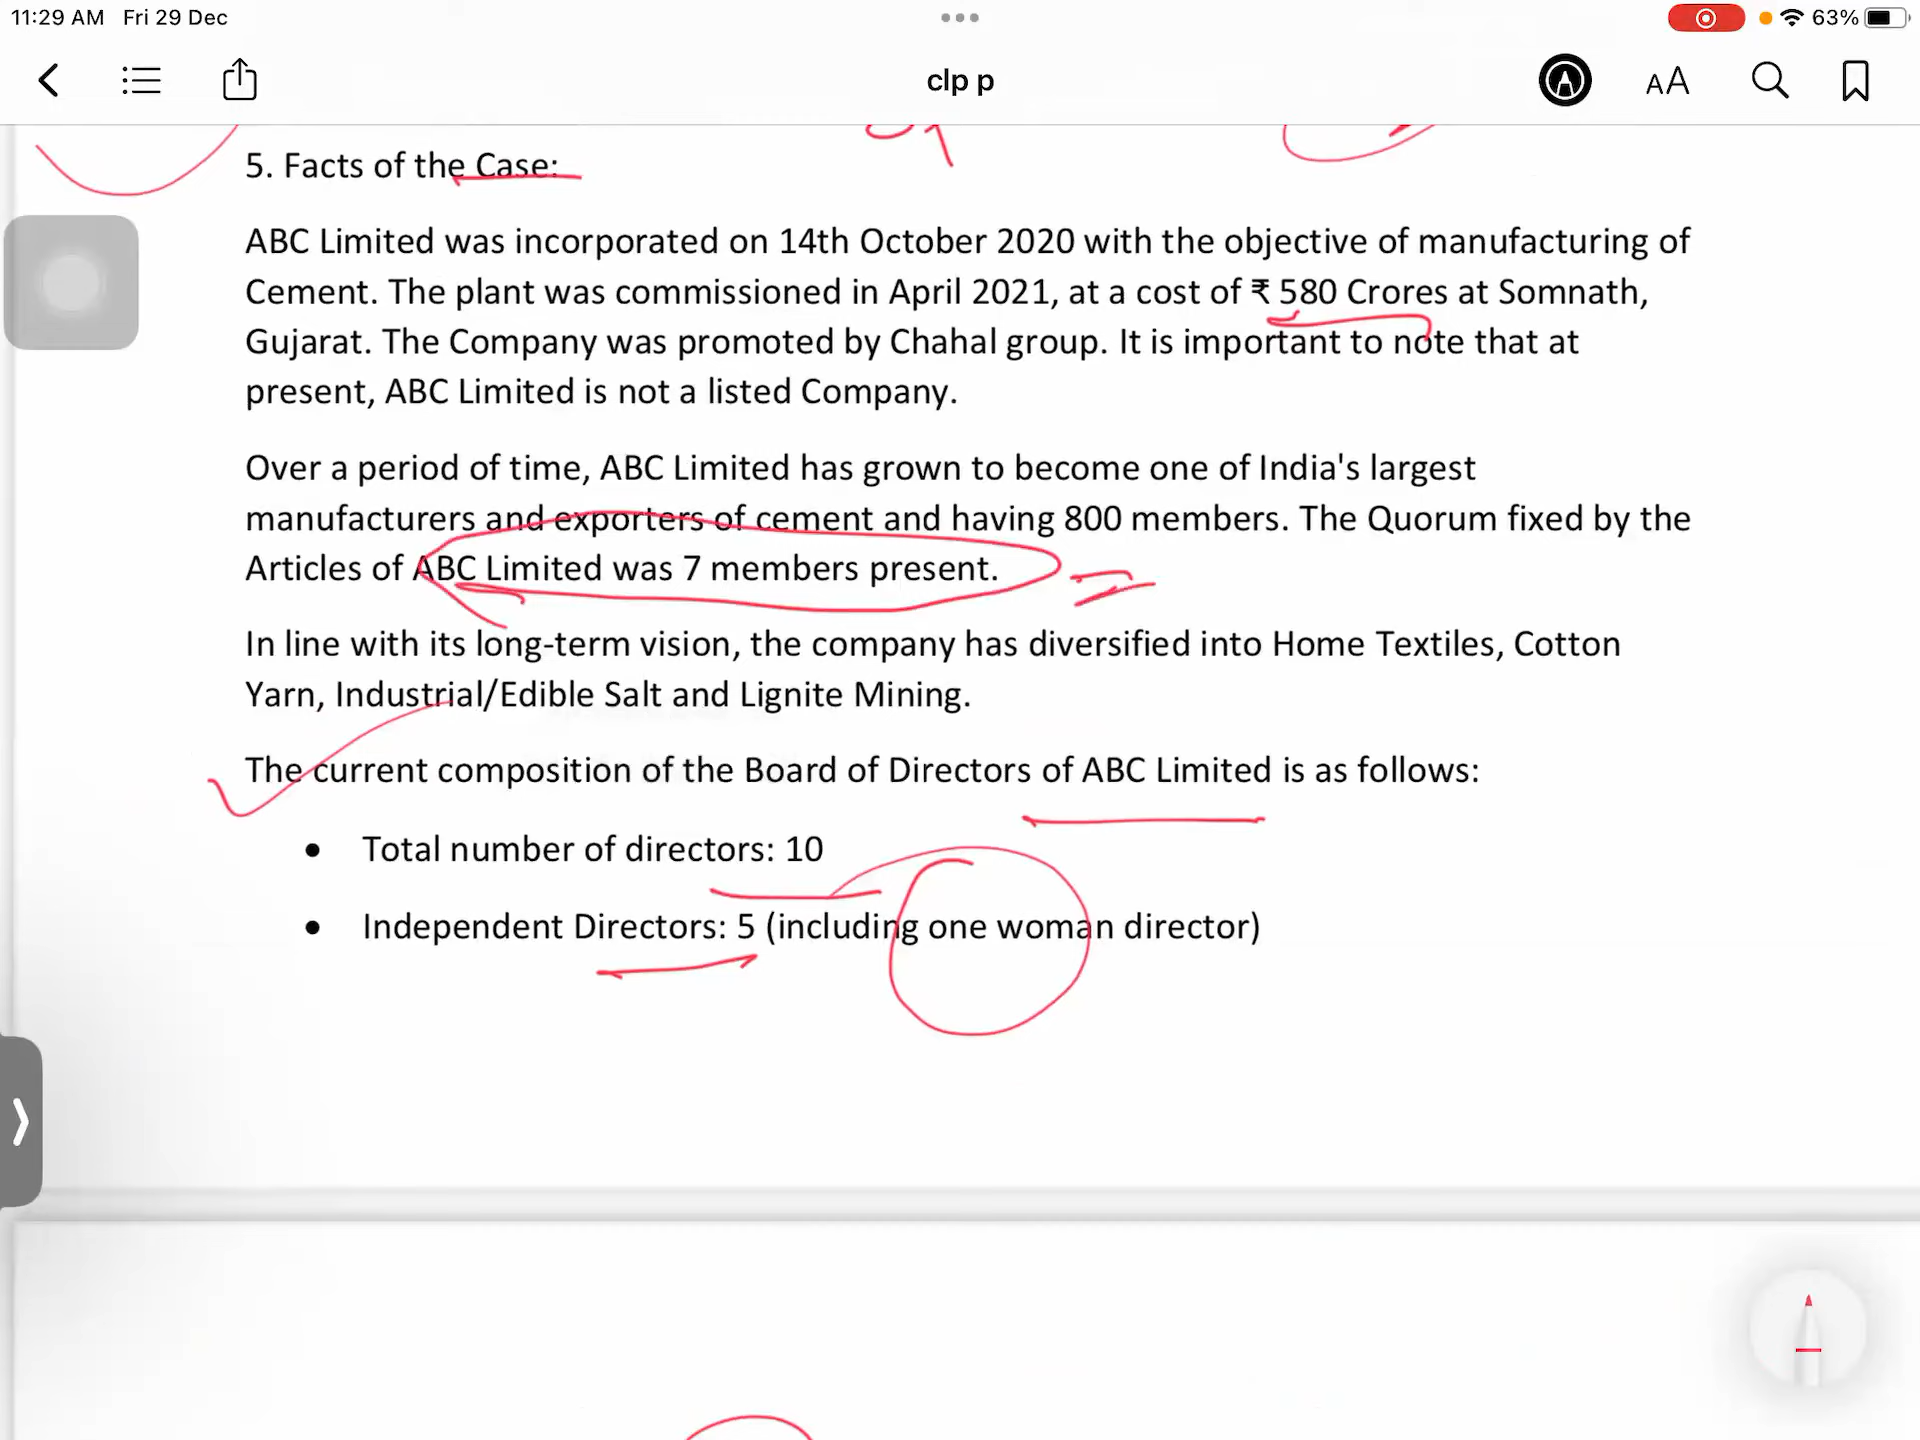 11:29 AM Fri 29 Dec
63%
clp p
AA
5. Facts of the Case:
ABC Limited was incorporated on 14th October 2020 with the objective of manufacturing of
Cement. The plant was commissioned in April 2021, at a cost of ₹ 580 Crores at Somnath,
Gujarat. The Company was promoted by Chahal group. It is important to note that at
present, ABC Limited is not a listed Company.
Over a period of time, ABC Limited has grown to become one of India's largest
manufacturers and exporters of cement and having 800 members. The Quorum fixed by the
Articles of ABC Limited was 7 members present.
In line with its long-term vision, the company has diversified into Home Textiles, Cotton
Yarn, Industrial/Edible Salt and Lignite Mining.
The current composition of the Board of Directors of ABC Limited is as follows:
• Total number of directors: 10
• Independent Directors: 5 (including one woman director)